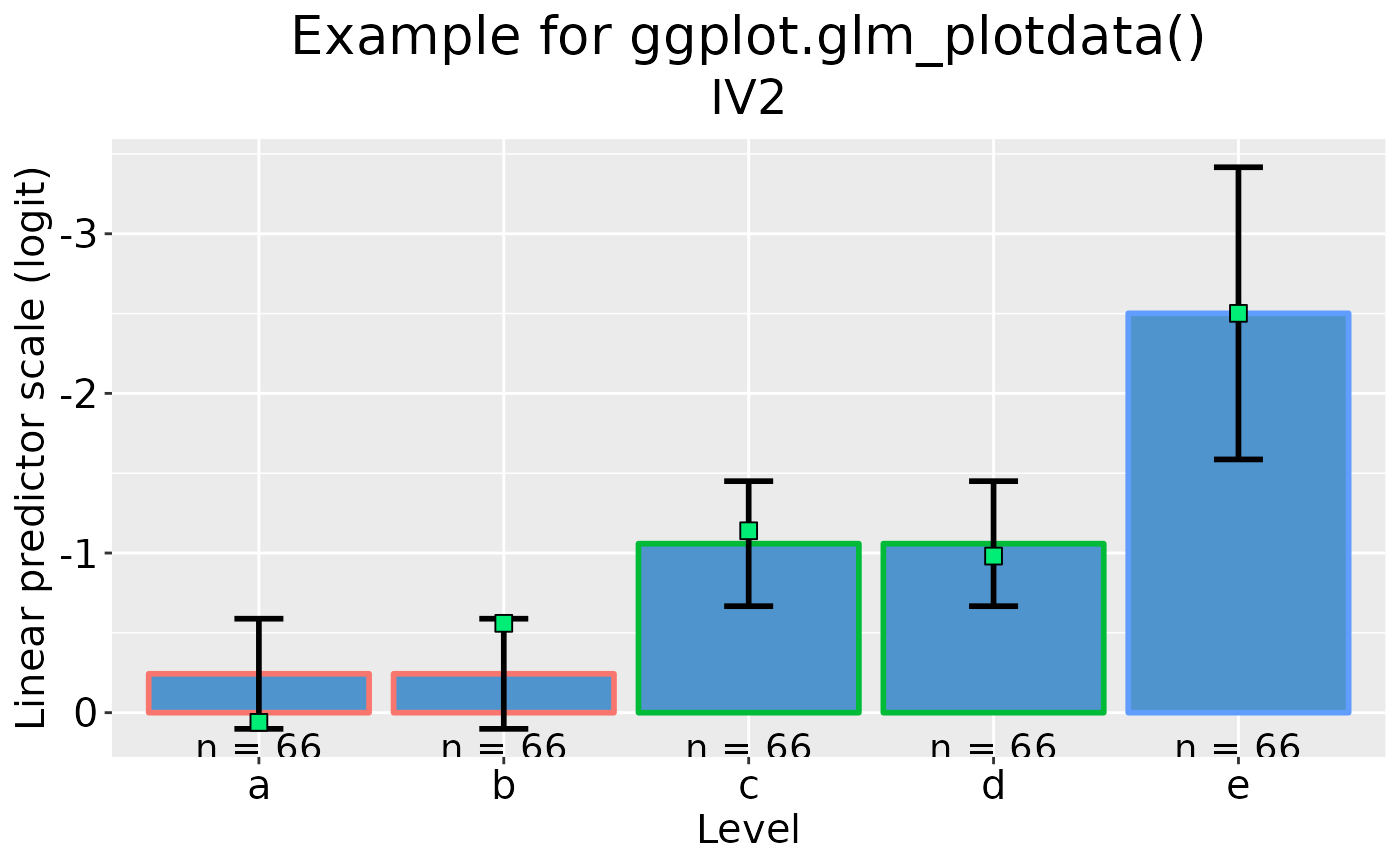 Example for ggplot.glm_plotdata()
IV2
Linear predictor scale (logit)
-3
-2
-1
0
n = 66 n = 66 n = 66 n = 66 n = 66
a b c d e
Level